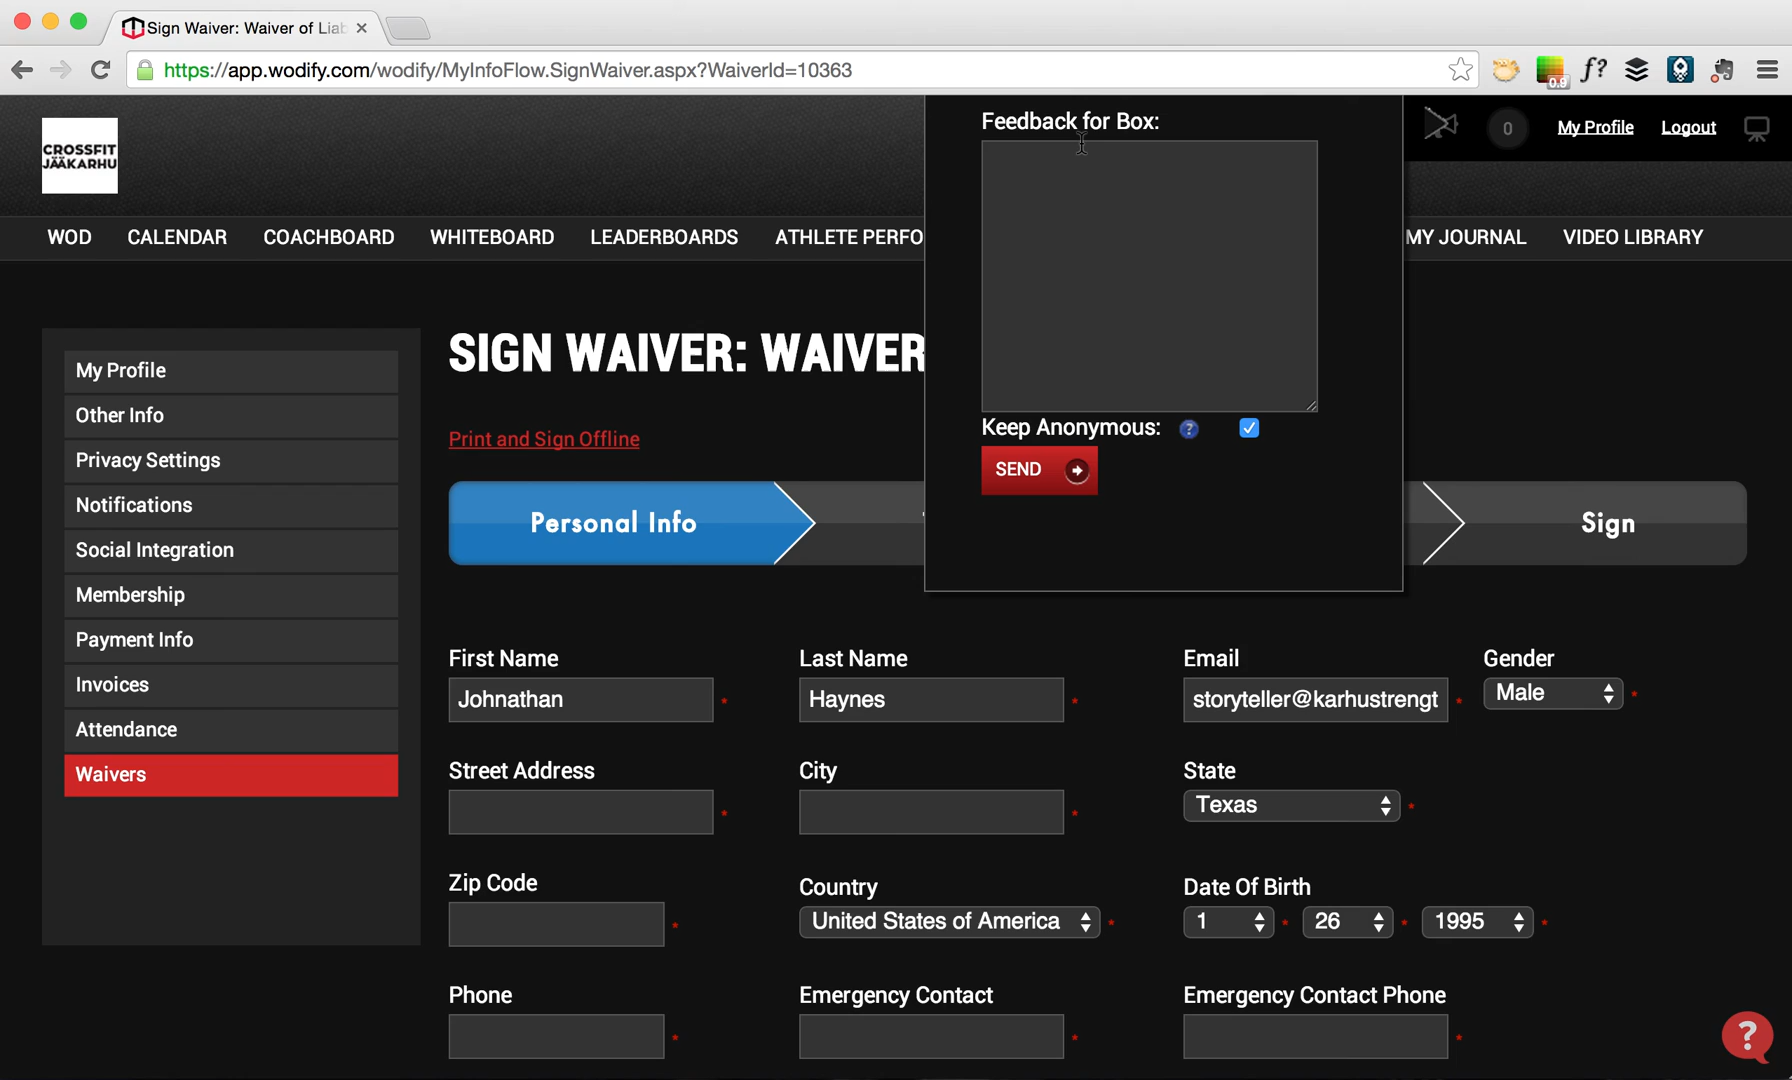 Sign Waiver: Waiver of Liab
https://app.wodify.com/wodify/MyInfoFlow.SignWaiver.aspx?WaiverId=10363
0.9
f?
CROSSFIT
JÄÄKARHU
Feedback for Box:
0
My Profile
Logout
WOD
CALENDAR
COACHBOARD
WHITEBOARD
LEADERBOARDS
ATHLETE PERFO
MY JOURNAL
VIDEO LIBRARY
My Profile
Other Info
Privacy Settings
Notifications
Social Integration
Membership
Payment Info
Invoices
Attendance
Waivers
SIGN WAIVER: WAIVER
Print and Sign Offline
Keep Anonymous: ?
SEND
Personal Info
Sign
First Name
Last Name
Email
Gender
Johnathan *
Haynes *
storyteller@karhustrengt *
Male *
Street Address
City
State
*
*
Texas *
Zip Code
Country
Date Of Birth
*
United States of America *
1 * 26 * 1995 *
Phone
Emergency Contact
Emergency Contact Phone
*
*
*
?